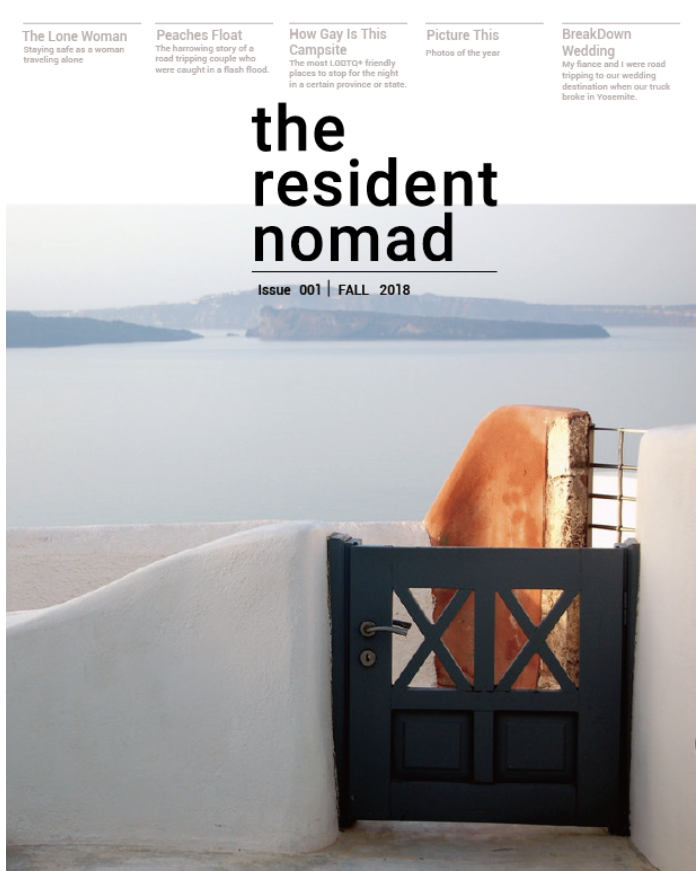 The Lone Woman
Staying safe as a woman
traveling alone
Peaches Float
The harrowing story of a
road tripping couple who
were caught in a flash flood.
How Gay Is This
Campsite
The most LGDTQ+ friendly
places to stop for the night
in a certain province or state.
Picture This
Photos of the year
BreakDown
Wedding
My fiance and I were road
tripping to our wedding
destination when our truck
broke in Yosemite.
the
resident
nomad
Issue 001 | FALL 2018